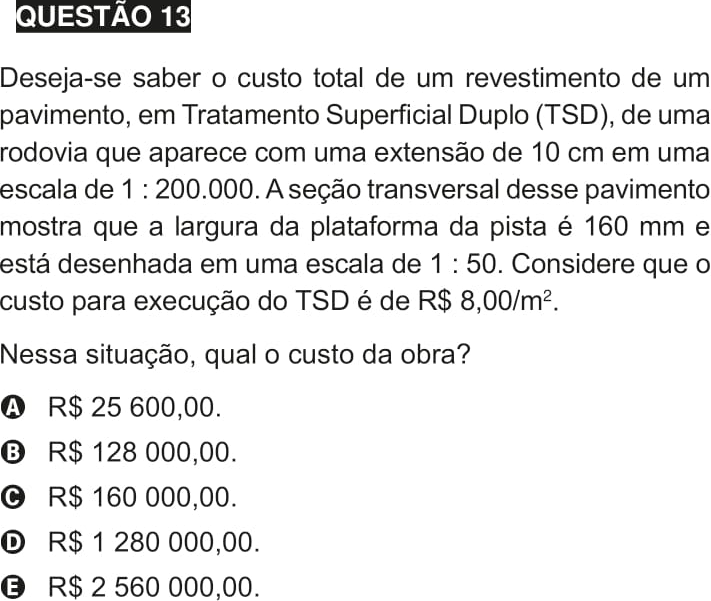 QUESTÃO 13
Deseja-se saber o custo total de um revestimento de um
pavimento, em Tratamento Superficial Duplo (TSD), de uma
rodovia que aparece com uma extensão de 10 cm em uma
escala de 1 : 200.000. A seção transversal desse pavimento
mostra que a largura da plataforma da pista é 160 mm e
está desenhada em uma escala de 1 : 50. Considere que o
custo para execução do TSD é de R$ 8,00/m².
Nessa situação, qual o custo da obra?
A R$ 25 600,00.
B R$ 128 000,00.
C R$ 160 000,00.
D R$ 1 280 000,00.
E R$ 2 560 000,00.